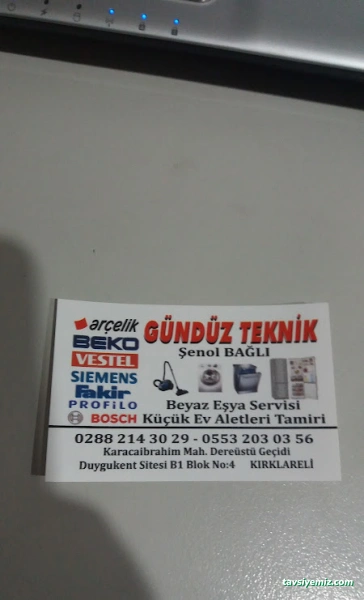 arçelik
BEKO
VESTEL
SIEMENS
Fakir
PROFiLO
BOSCH
GÜNDÜZ TEKNİK
Şenol BAĞLI
Beyaz Eşya Servisi
Küçük Ev Aletleri Tamiri
0288 214 30 29 - 0553 203 03 56
Karacaibrahim Mah. Dereüstü Geçidi
Duygukent Sitesi B1 Blok No:4 KIRKLARELİ
tavsiyemiz.com